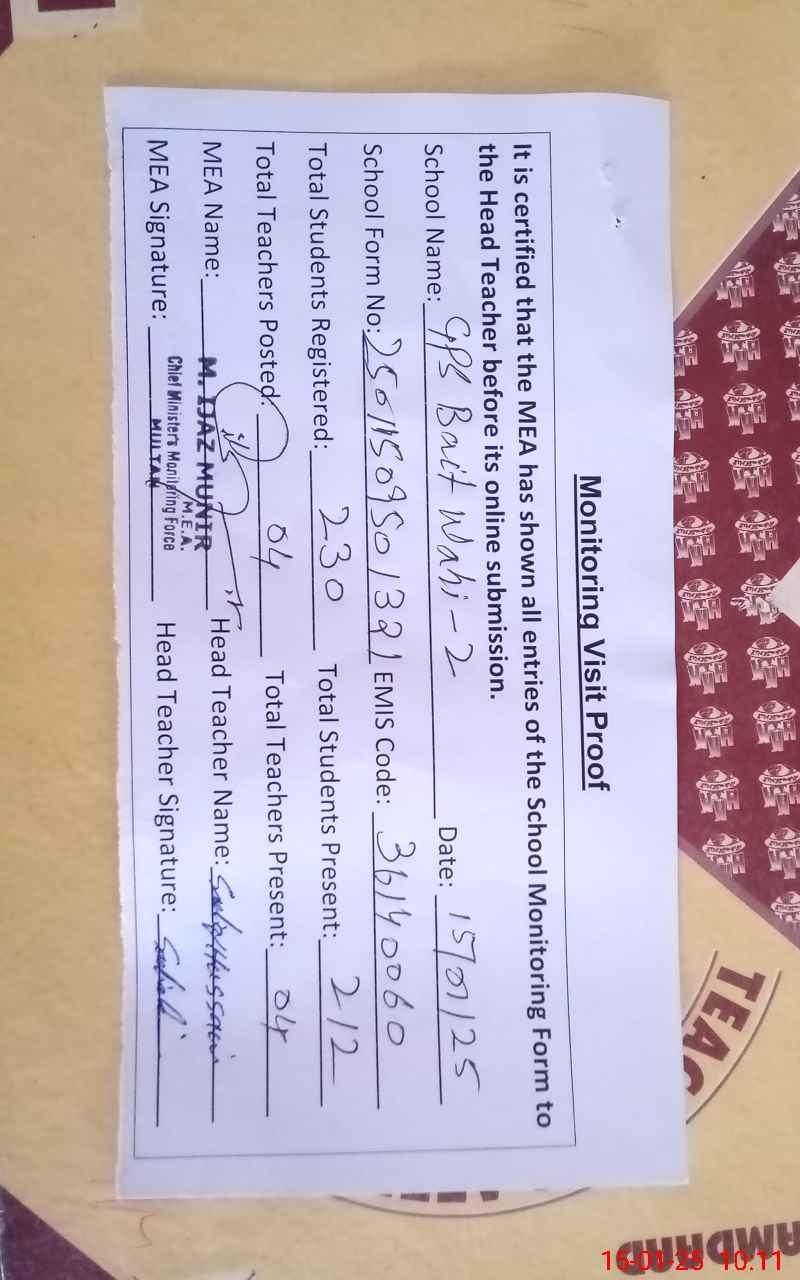 Monitoring Visit Proof
It is certified that the MEA has shown all entries of the School Monitoring Form to
the Head Teacher before its online submission.
School Name: GPS Bait Wahi - 2 Date: 15/01/25
School Form No: EMIS Code: 36140060
Total Students Registered: 230 Total Students Present: 212
Total Teachers Posted: 04 Total Teachers Present: 04
MEA Name: M. IJAZ MUNIR Head Teacher Name: Hussain
M.E.A.
MEA Signature: Chief Minister's Monitoring Force Head Teacher Signature:
MULTAN
TEAC
AMDARD
15-01-25 10:11